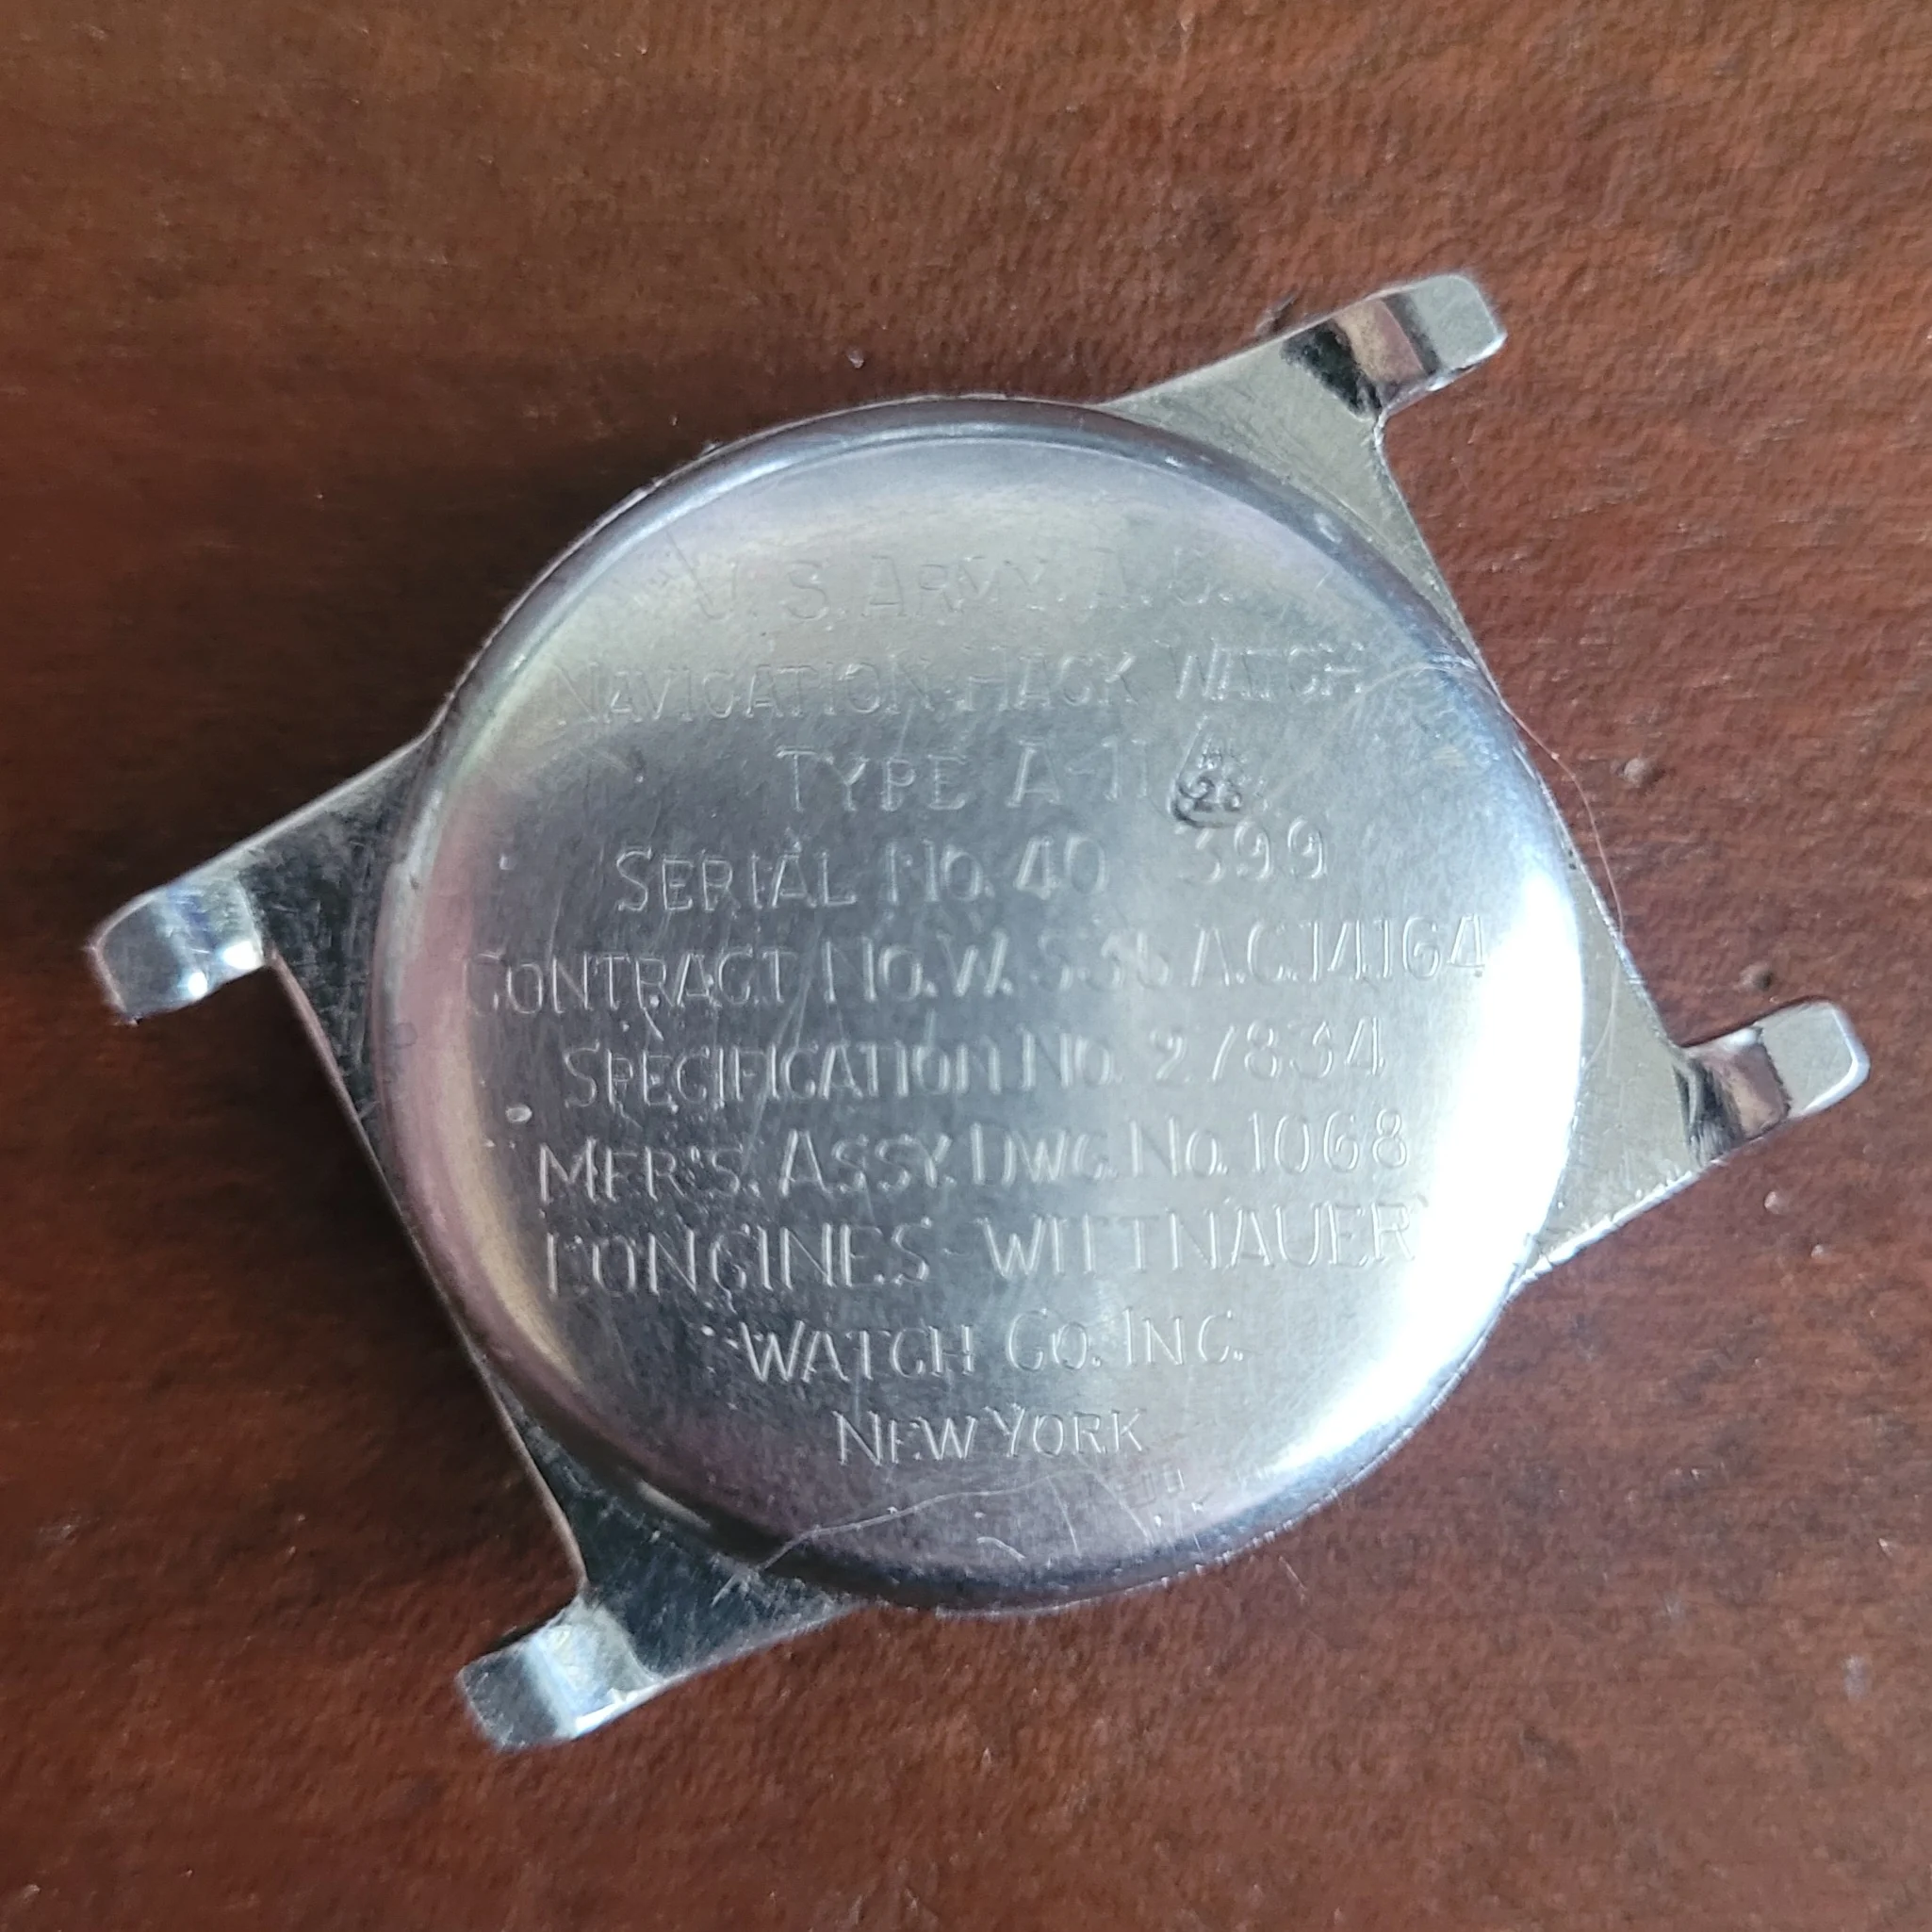 U. S. ARMY A. C.
NAVIGATION HACK WATCH
TYPE A-11
SERIAL NO. 40 399
CONTRACT NO. W. 535 A.C. 14164
SPECIFICATION NO. 27834
MFR'S. ASSY. DWG. NO. 1068
LONGINES-WITTNAUER
WATCH CO. INC.
NEW YORK